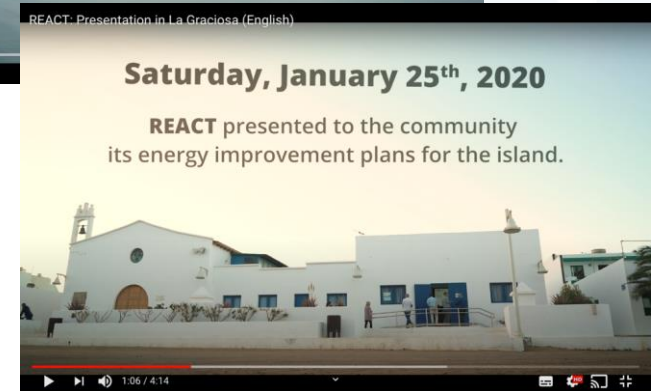 REACT: Presentation in La Graciosa (English)
Saturday, January 25th, 2020
REACT presented to the community
its energy improvement plans for the island.
1:06 / 4:14
HD